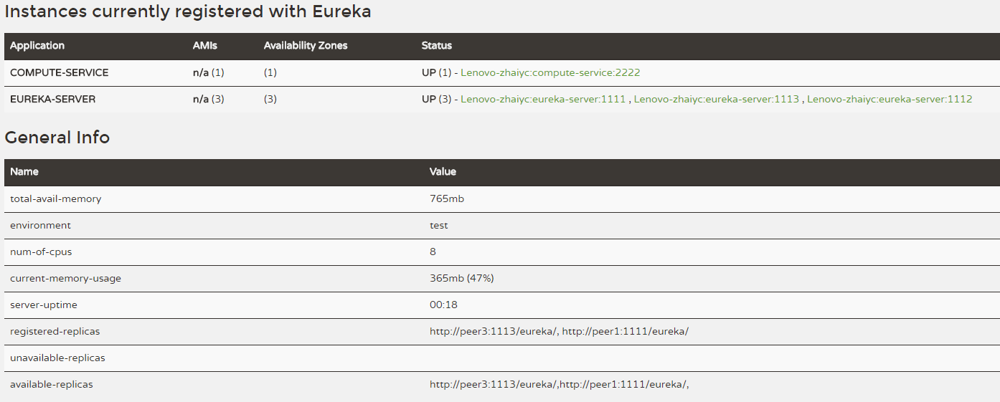 Instances currently registered with Eureka
Application AMIs Availability Zones Status
COMPUTE-SERVICE n/a (1) (1) UP (1) - Lenovo-zhaiyc:compute-service:2222
EUREKA-SERVER n/a (3) (3) UP (3) - Lenovo-zhaiyc:eureka-server:1111 , Lenovo-zhaiyc:eureka-server:1113 , Lenovo-zhaiyc:eureka-server:1112
General Info
Name Value
total-avail-memory 765mb
environment test
num-of-cpus 8
current-memory-usage 365mb (47%)
server-uptime 00:18
registered-replicas http://peer3:1113/eureka/, http://peer1:1111/eureka/
unavailable-replicas
available-replicas http://peer3:1113/eureka/,http://peer1:1111/eureka/,